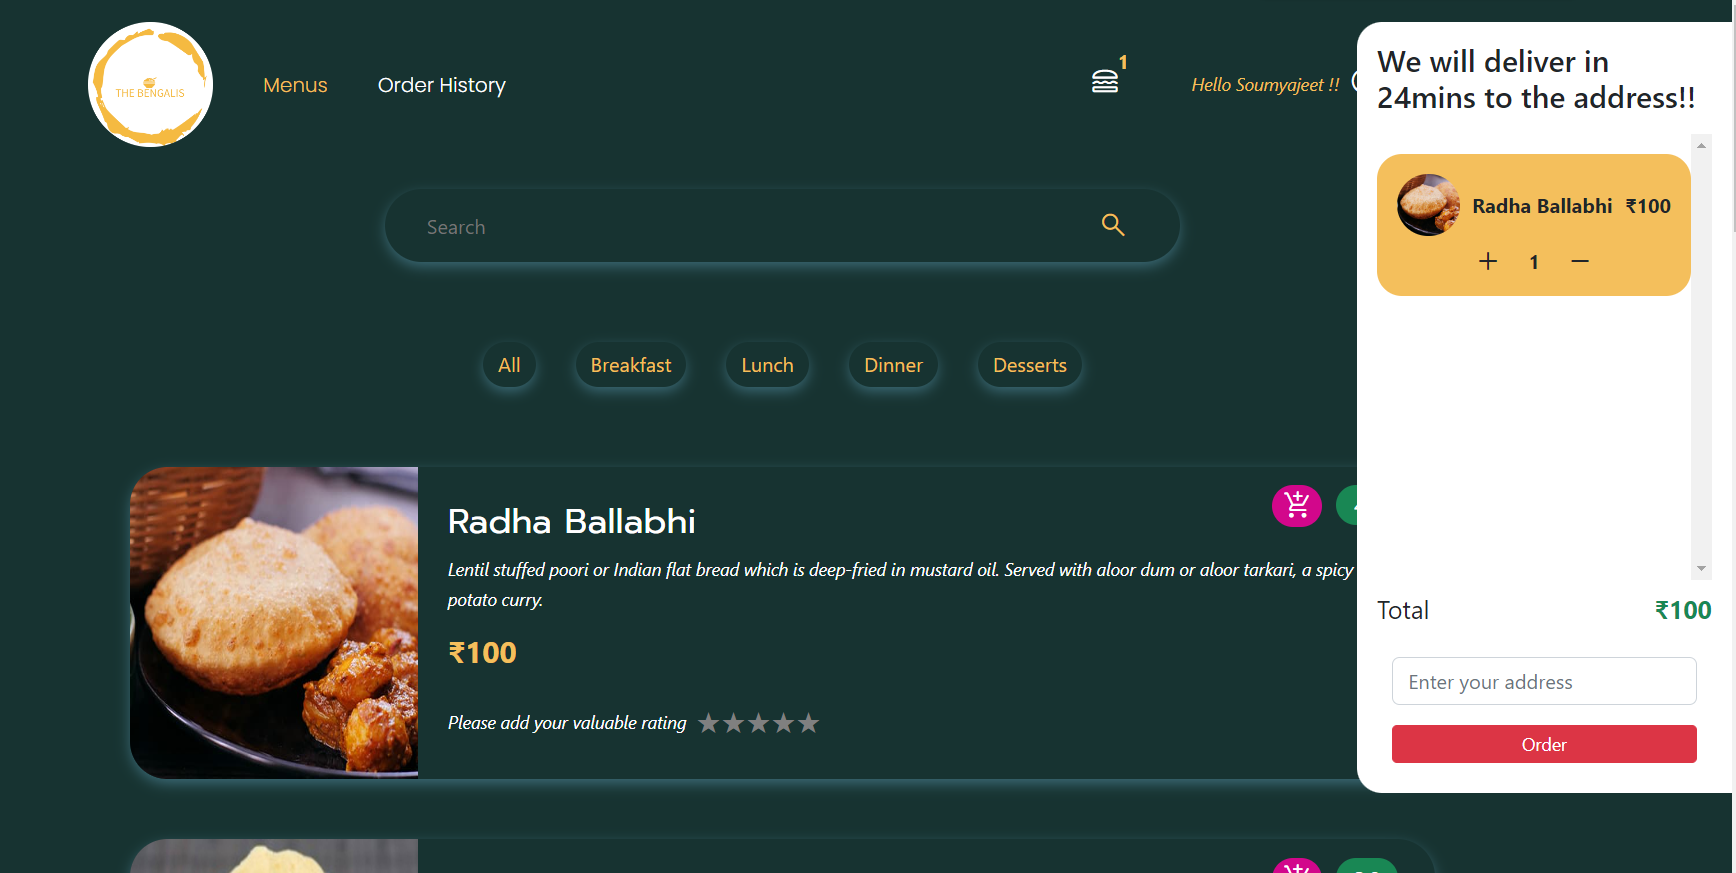 THE BENGALIS
Menus
Order History
1
Hello Soumyajeet !!
Search
All
Breakfast
Lunch
Dinner
Desserts
Radha Ballabhi
Lentil stuffed poori or Indian flat bread which is deep-fried in mustard oil. Served with aloor dum or aloor tarkari, a spicy
potato curry.
₹100
Please add your valuable rating
We will deliver in
24mins to the address!!
Radha Ballabhi ₹100
+ 1 −
Total ₹100
Enter your address
Order